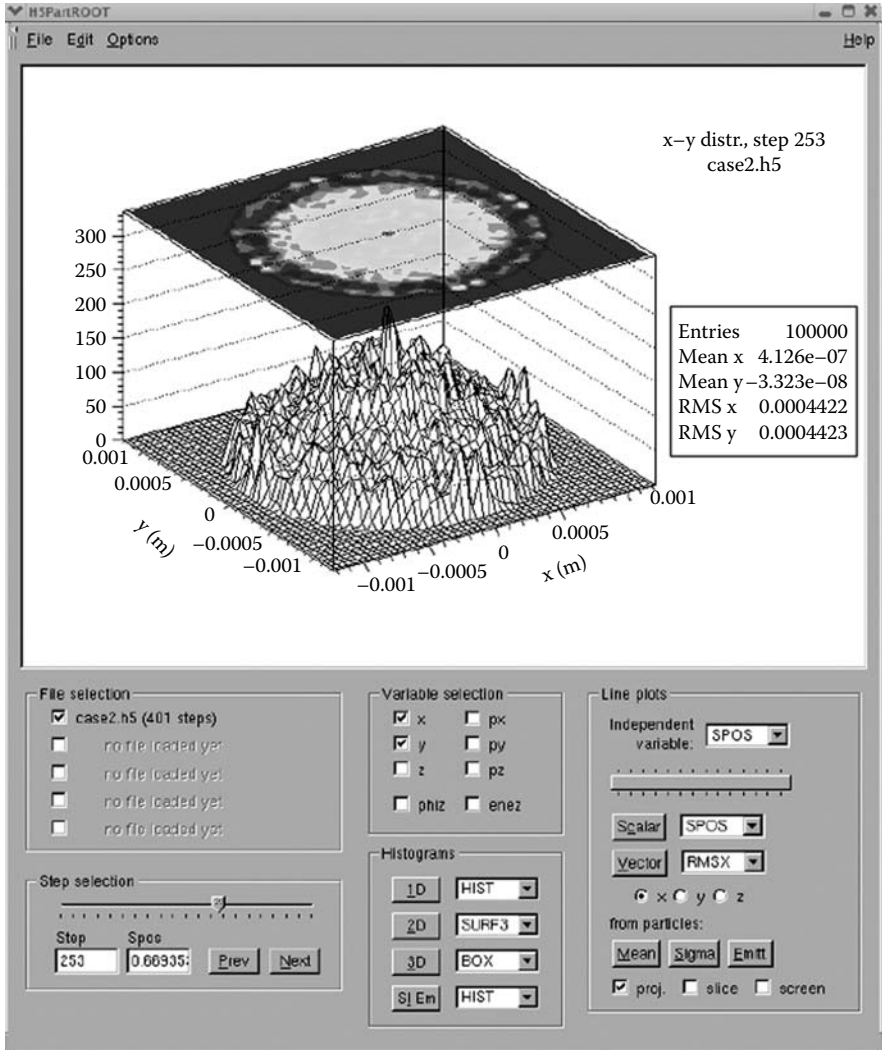 H5PartROOT
File Edit Options Help
x–y distr., step 253
case2.h5
300
250
200
150
100
50
0
Entries 100000
Mean x 4.126e–07
Mean y –3.323e–08
RMS x 0.0004422
RMS y 0.0004423
0.001
0.0005
0
–0.0005
–0.001
y (m)
–0.001
–0.0005
0
0.0005
0.001
x (m)
File selection
case2.h5 (401 steps)
no file loaded yet
no file loaded yet
no file loaded yet
no file loaded yet
Step selection
Step Spos
253 0.66935
Prev Next
Variable selection
x px
y py
z pz
phiz enez
Histograms
1D HIST
2D SURF3
3D BOX
Sl Em HIST
Line plots
Independent
variable: SPOS
Scalar SPOS
Vector RMSX
x y z
from particles:
Mean Sigma Emitt
proj. slice screen